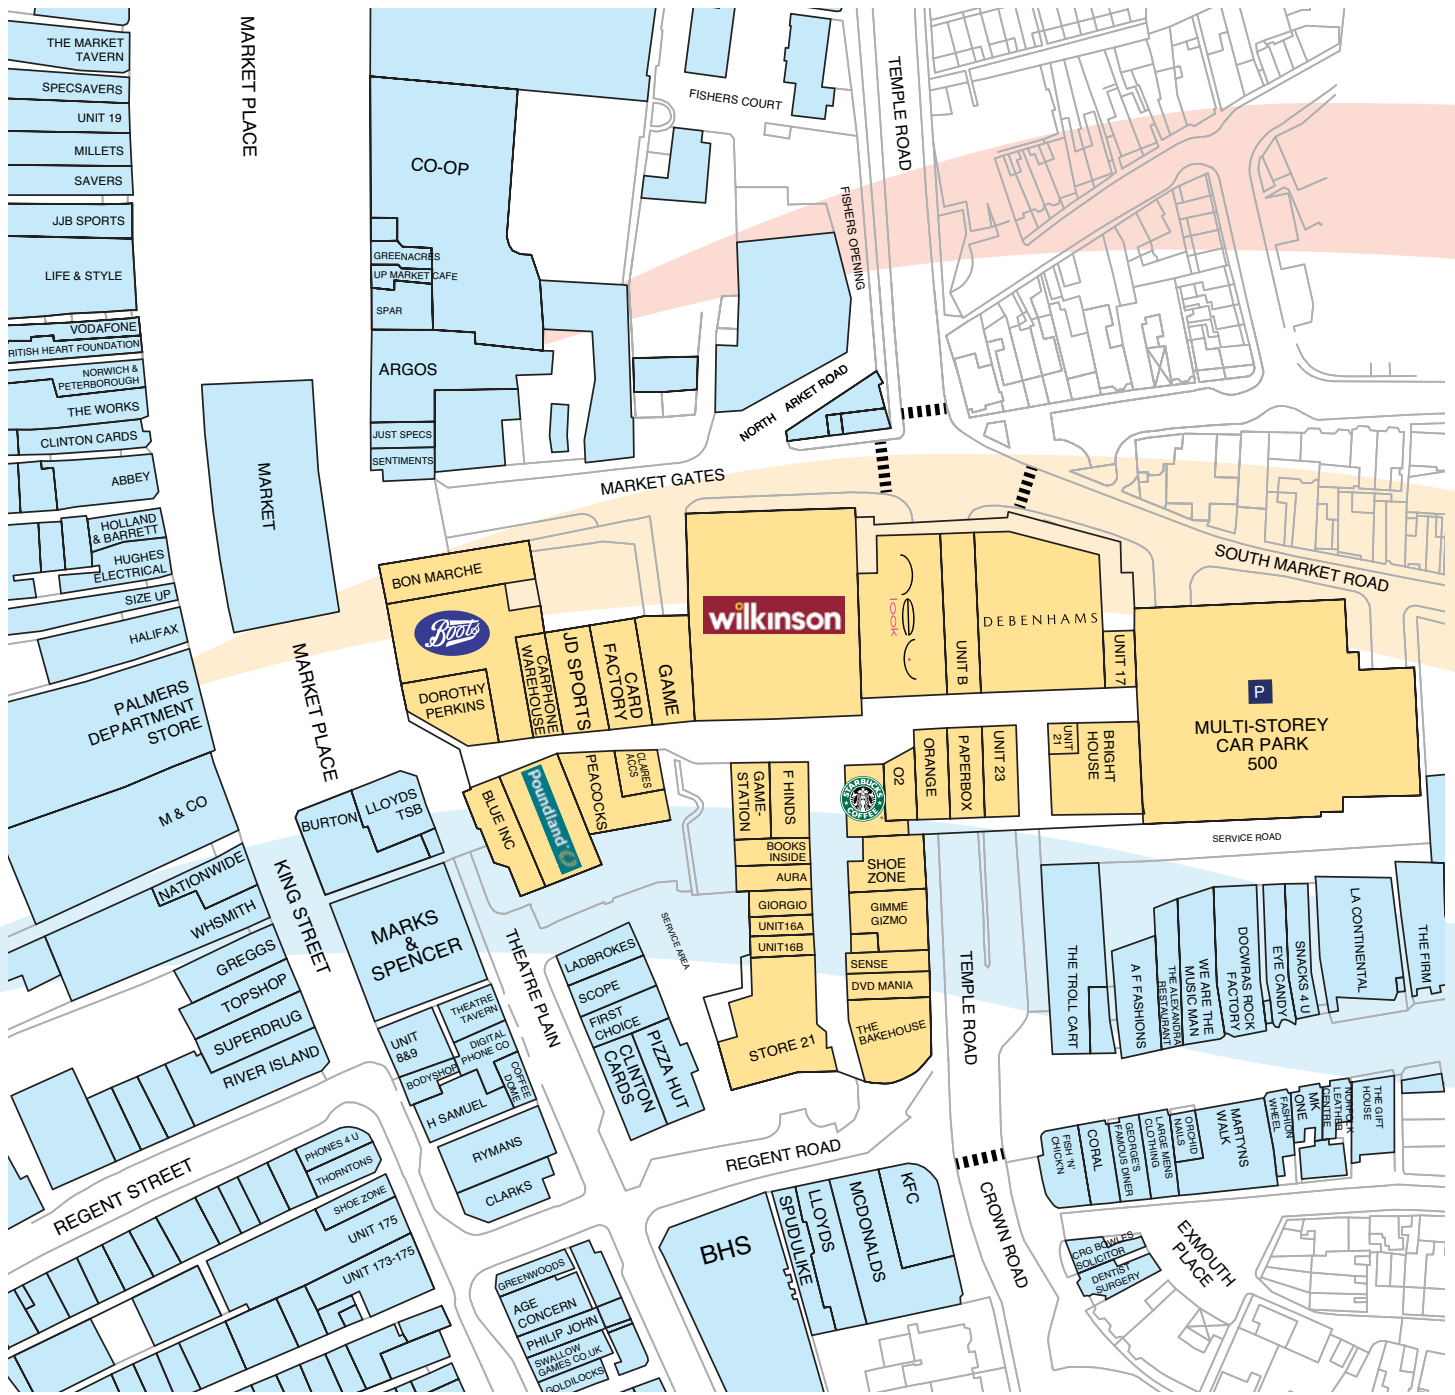 THE MARKET
TAVERN
SPECSAVERS
UNIT 19
MILLETS
SAVERS
JJB SPORTS
LIFE & STYLE
VODAFONE
RITISH HEART FOUNDATION
NORWICH &
PETERBOROUGH
THE WORKS
CLINTON CARDS
ABBEY
HOLLAND
& BARRETT
HUGHES
ELECTRICAL
SIZE UP
HALIFAX
PALMERS
DEPARTMENT
STORE
M & CO
NATIONWIDE
WHSMITH
GREGGS
TOPSHOP
SUPERDRUG
RIVER ISLAND
MARKET PLACE
MARKET
MARKET PLACE
KING STREET
CO-OP
GREENACRES
UP MARKET CAFE
SPAR
ARGOS
JUST SPECS
SENTIMENTS
FISHERS COURT
TEMPLE ROAD
FISHERS OPENING
NORTH ARKET ROAD
MARKET GATES
SOUTH MARKET ROAD
BON MARCHE
Boots
DOROTHY
PERKINS
CARPHONE
WAREHOUSE
JD SPORTS
CARD
FACTORY
GAME
wilkinson
look
UNIT B
DEBENHAMS
UNIT 17
P
MULTI-STOREY
CAR PARK
500
BLUE INC
Poundland
PEACOCKS
CLAIRES
ACCS
GAME-
STATION
F HINDS
BOOKS
INSIDE
AURA
GIORGIO
UNIT16A
UNIT16B
STORE 21
STARBUCKS
COFFEE
O2
ORANGE
PAPERBOX
UNIT 23
UNIT
21
BRIGHT
HOUSE
SHOE
ZONE
GIMME
GIZMO
SENSE
DVD MANIA
THE
BAKEHOUSE
SERVICE ROAD
SERVICE AREA
BURTON
LLOYDS
TSB
MARKS
&
SPENCER
THEATRE PLAIN
THEATRE
TAVERN
UNIT
8&9
DIGITAL
PHONE CO
BODYSHOP
COFFEE
DOME
H SAMUEL
RYMANS
CLARKS
LADBROKES
SCOPE
FIRST
CHOICE
CLINTON
CARDS
PIZZA HUT
TEMPLE ROAD
THE TROLL CART
A F FASHIONS
THE ALEXANDRA
RESTAURANT
WE ARE THE
MUSIC MAN
DOCWRAS ROCK
FACTORY
EYE CANDY
SNACKS 4 U
LA CONTINENTAL
THE FIRM
REGENT STREET
REGENT ROAD
CROWN ROAD
PHONES 4 U
THORNTONS
SHOE ZONE
UNIT 175
UNIT 173-175
GREENWOODS
AGE
CONCERN
PHILIP JOHN
SWALLOW
GAMES CO.UK
GOLDILOCKS
BHS
SPUDULIKE
LLOYDS
MCDONALDS
KFC
FISH 'N'
CHICK'N
CORAL
GEORGE'S
FAMOUS DINER
LARGE MENS
CLOTHING
ORCHID
NAILS
MARTYNS
WALK
FASHION
WHEEL
MK
ONE
NORFOLK
LEATHER
CENTRE
THE GIFT
HOUSE
CRG BOWLES
SOLICITOR
DENTIST
SURGERY
EXMOUTH
PLACE